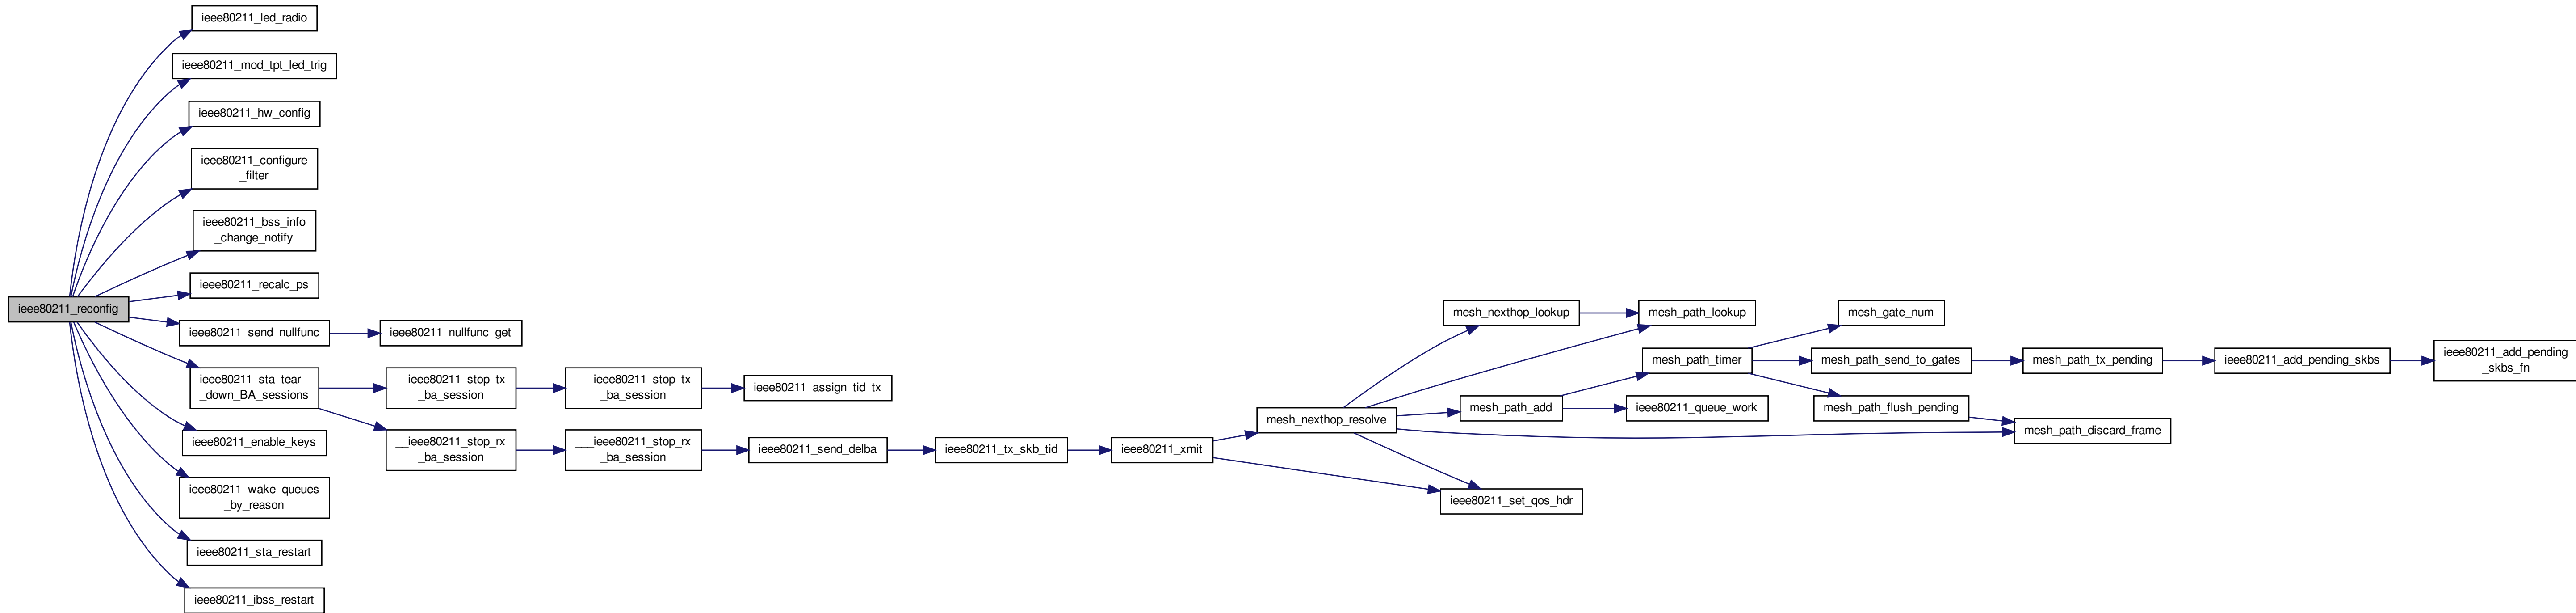 ieee80211_reconfig
ieee80211_led_radio
ieee80211_mod_tpt_led_trig
ieee80211_hw_config
ieee80211_configure
_filter
ieee80211_bss_info
_change_notify
ieee80211_recalc_ps
ieee80211_send_nullfunc
ieee80211_sta_tear
_down_BA_sessions
ieee80211_enable_keys
ieee80211_wake_queues
_by_reason
ieee80211_sta_restart
ieee80211_ibss_restart
ieee80211_nullfunc_get
__ieee80211_stop_tx
_ba_session
__ieee80211_stop_rx
_ba_session
___ieee80211_stop_tx
_ba_session
___ieee80211_stop_rx
_ba_session
ieee80211_assign_tid_tx
ieee80211_send_delba
ieee80211_tx_skb_tid
ieee80211_xmit
mesh_nexthop_resolve
mesh_nexthop_lookup
mesh_path_add
ieee80211_set_qos_hdr
mesh_path_lookup
mesh_path_timer
ieee80211_queue_work
mesh_gate_num
mesh_path_send_to_gates
mesh_path_flush_pending
mesh_path_tx_pending
mesh_path_discard_frame
ieee80211_add_pending_skbs
ieee80211_add_pending
_skbs_fn